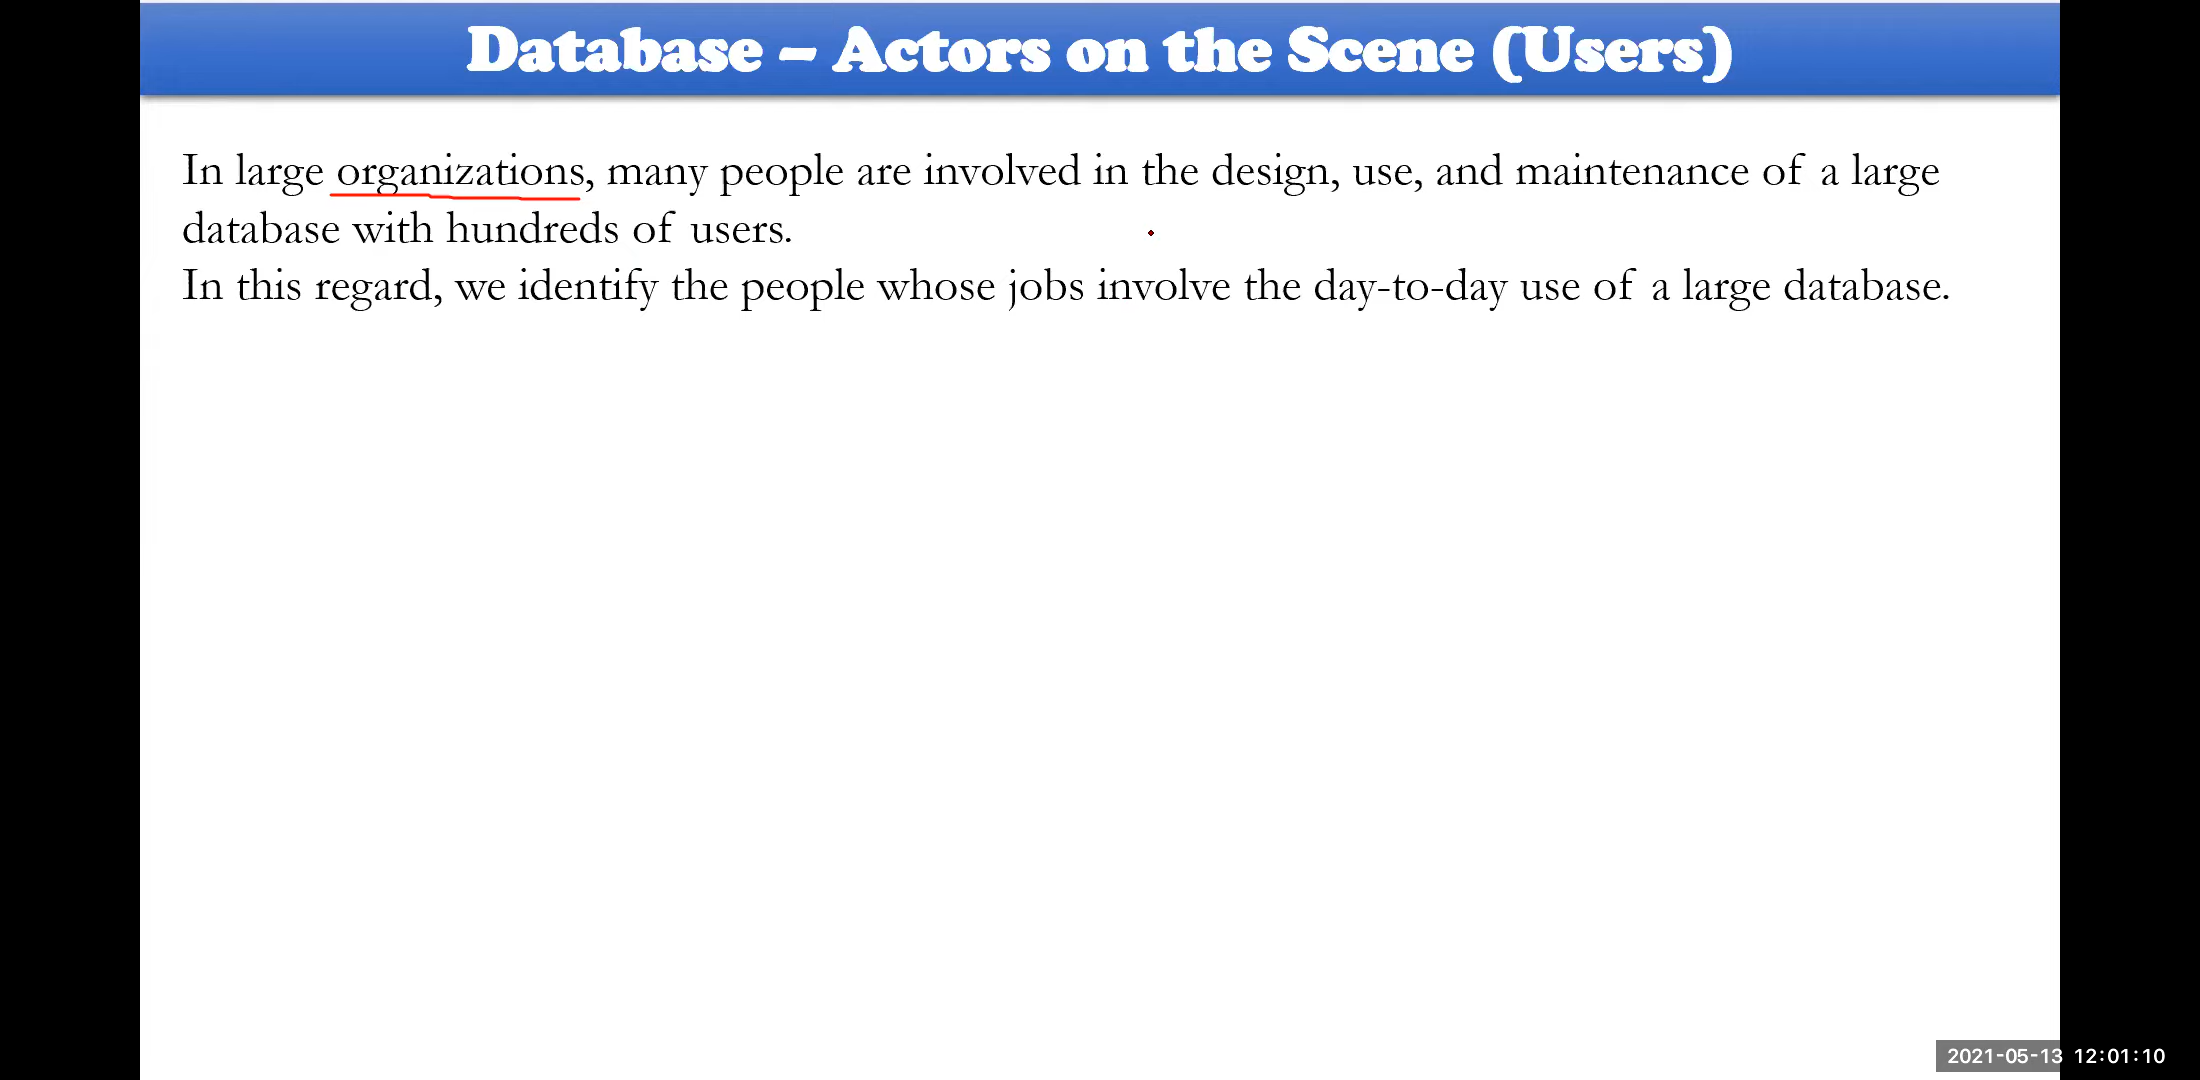 Database – Actors on the Scene (Users)
In large organizations, many people are involved in the design, use, and maintenance of a large
database with hundreds of users.
In this regard, we identify the people whose jobs involve the day-to-day use of a large database.
2021-05-13 12:01:10